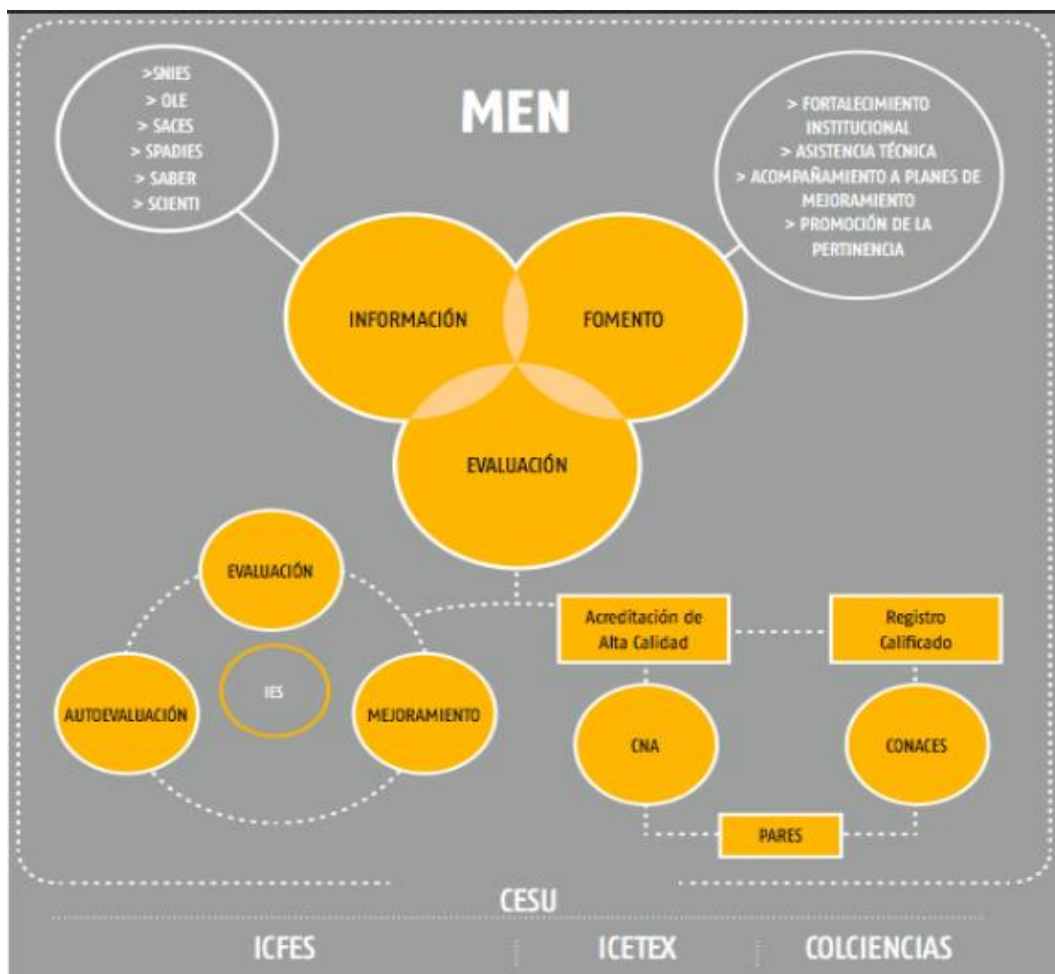 MEN
>SNIES
> OLE
> SACES
> SPADIES
> SABER
> SCIENTI
> FORTALECIMIENTO
INSTITUCIONAL
> ASISTENCIA TÉCNICA
> ACOMPAÑAMIENTO A PLANES DE
MEJORAMIENTO
> PROMOCIÓN DE LA
PERTINENCIA
INFORMACIÓN
FOMENTO
EVALUACIÓN
EVALUACIÓN
IES
AUTOEVALUACIÓN
MEJORAMIENTO
Acreditación de
Alta Calidad
Registro
Calificado
CNA
CONACES
PARES
CESU
ICFES
ICETEX
COLCIENCIAS